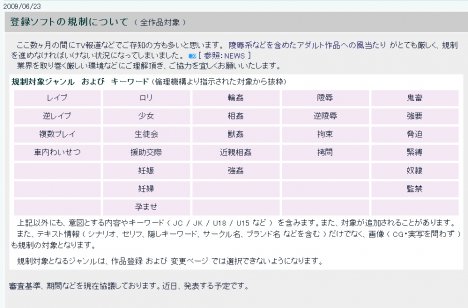 2009/06/23
登録ソフトの規制について ( 全作品対象 )
ここ数ヶ月の間にTV報道などでご存知の方も多いと思います。 陵辱系などを含めたアダルト作品への風当たり がとても厳しく、規制
を進めなければいけない状況になってしまいました。 [ 参照:NEWS ]
業界を取り巻く厳しい環境などにご理解頂き、ご協力を宜しくお願いいたします。
規制対象ジャンル および キーワード (倫理機構より指示された対象から抜粋)
レイプ ロリ 輪姦 陵辱 鬼畜
逆レイプ 少女 相姦 逆陵辱 強要
複数プレイ 生徒会 獣姦 拘束 脅迫
車内わいせつ 援助交際 近親相姦 拷問 緊縛
妊娠 強姦 奴隷
妊婦 監禁
孕ませ
上記以外にも、意図とする内容やキーワード ( JC / JK / U18 / U15 など ) を含みます。また、対象が追加されることがあります。
また、テキスト情報 ( シナリオ、セリフ、隠しキーワード、サークル名、ブランド名 などを含む ) だけでなく、画像 ( CG・実写を問わず )
も規制の対象となります。
規制対象となるジャンルは、作品登録 および 変更ページ では選択できないようになります。
審査基準、期間などを現在協議しております。近日、発表する予定です。